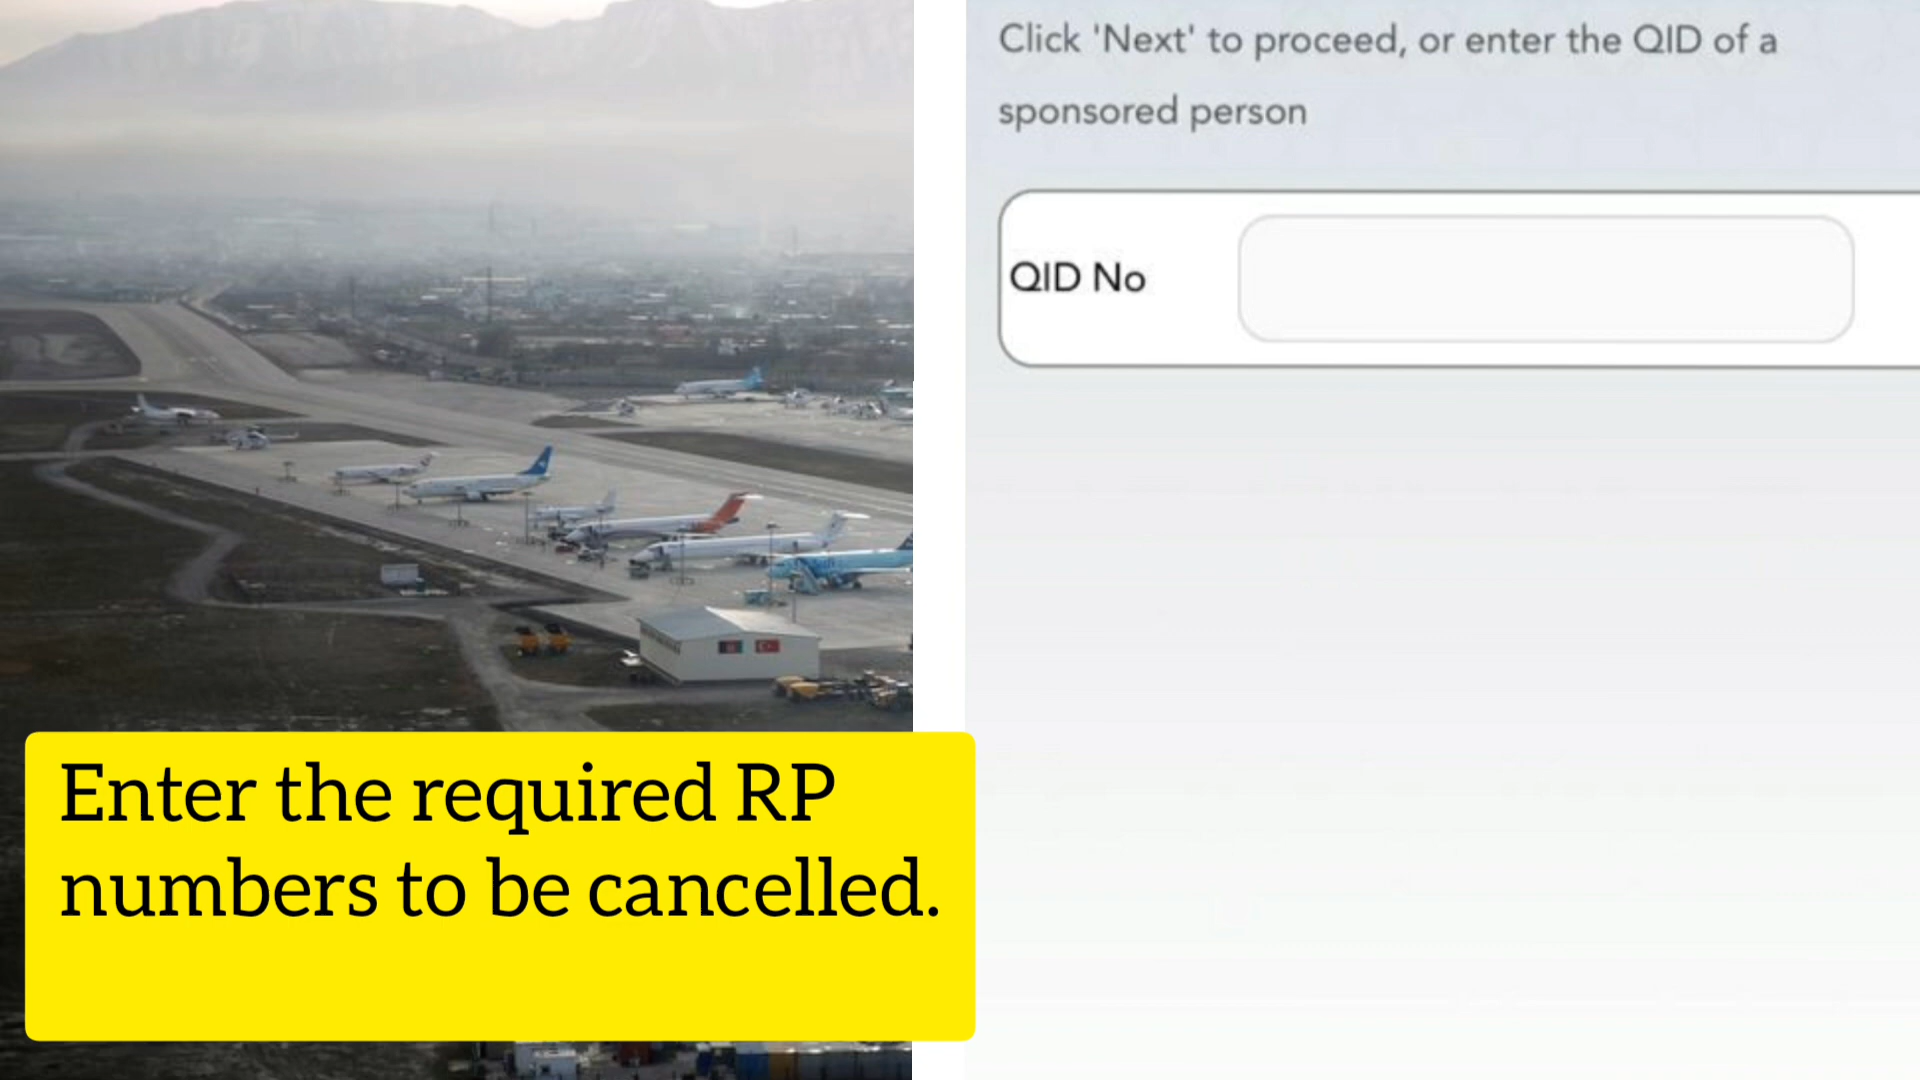 Click 'Next' to proceed, or enter the QID of a
sponsored person
QID No
Enter the required RP
numbers to be cancelled.